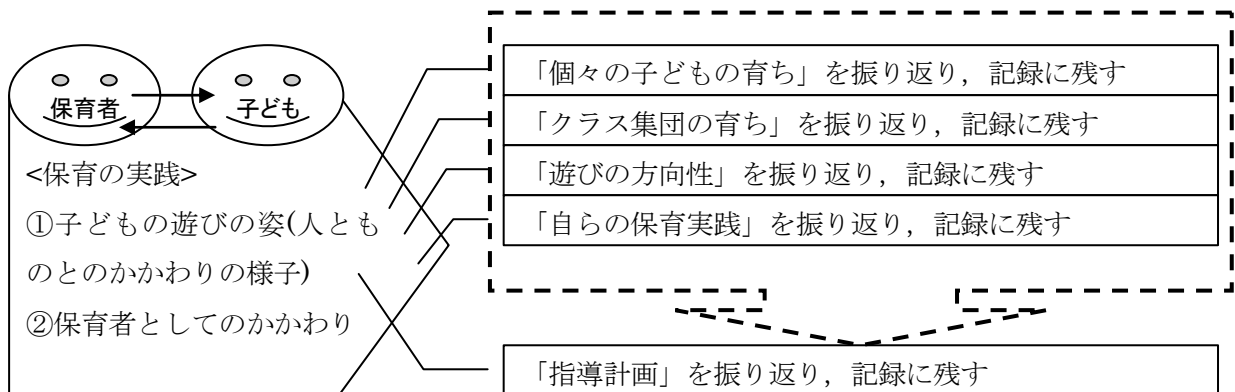 保育者
子ども
<保育の実践>
①子どもの遊びの姿(人とも
のとのかかわりの様子)
②保育者としてのかかわり
「個々の子どもの育ち」を振り返り，記録に残す
「クラス集団の育ち」を振り返り，記録に残す
「遊びの方向性」を振り返り，記録に残す
「自らの保育実践」を振り返り，記録に残す
「指導計画」を振り返り，記録に残す